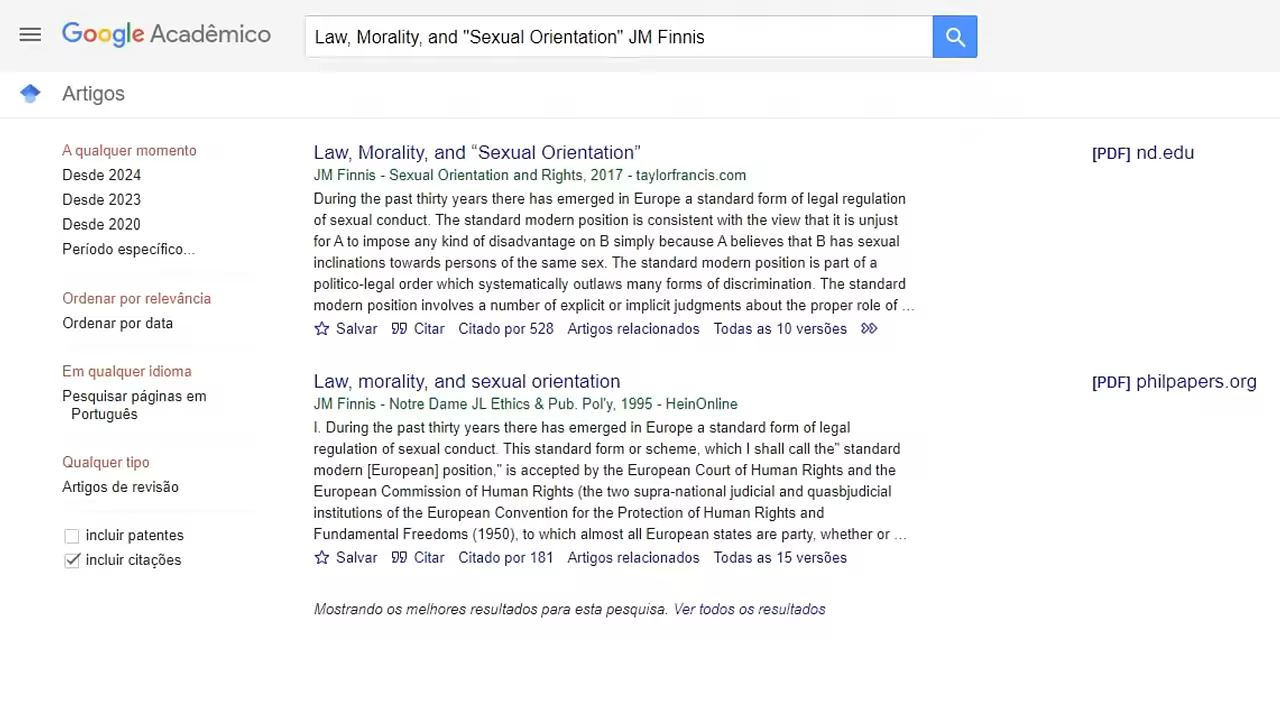 Google Acadêmico
Law, Morality, and "Sexual Orientation" JM Finnis
Artigos
A qualquer momento
Desde 2024
Desde 2023
Desde 2020
Período específico...
Ordenar por relevância
Ordenar por data
Em qualquer idioma
Pesquisar páginas em
Português
Qualquer tipo
Artigos de revisão
incluir patentes
incluir citações
Law, Morality, and “Sexual Orientation”
JM Finnis - Sexual Orientation and Rights, 2017 - taylorfrancis.com
During the past thirty years there has emerged in Europe a standard form of legal regulation
of sexual conduct. The standard modern position is consistent with the view that it is unjust
for A to impose any kind of disadvantage on B simply because A believes that B has sexual
inclinations towards persons of the same sex. The standard modern position is part of a
politico-legal order which systematically outlaws many forms of discrimination. The standard
modern position involves a number of explicit or implicit judgments about the proper role of …
Salvar Citar Citado por 528 Artigos relacionados Todas as 10 versões
[PDF] nd.edu
Law, morality, and sexual orientation
JM Finnis - Notre Dame JL Ethics & Pub. Pol'y, 1995 - HeinOnline
I. During the past thirty years there has emerged in Europe a standard form of legal
regulation of sexual conduct. This standard form or scheme, which I shall call the" standard
modern [European] position," is accepted by the European Court of Human Rights and the
European Commission of Human Rights (the two supra-national judicial and quasbjudicial
institutions of the European Convention for the Protection of Human Rights and
Fundamental Freedoms (1950), to which almost all European states are party, whether or …
Salvar Citar Citado por 181 Artigos relacionados Todas as 15 versões
[PDF] philpapers.org
Mostrando os melhores resultados para esta pesquisa. Ver todos os resultados